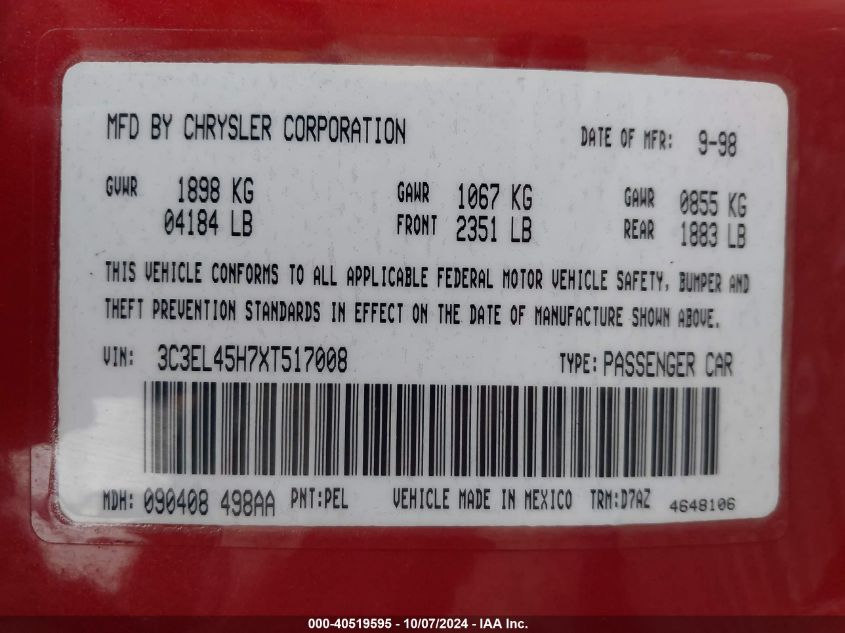 MFD BY CHRYSLER CORPORATION DATE OF MFR: 9-98
GVWR 1898 KG GAWR 1067 KG GAWR 0855 KG
04184 LB FRONT 2351 LB REAR 1883 LB
THIS VEHICLE CONFORMS TO ALL APPLICABLE FEDERAL MOTOR VEHICLE SAFETY, BUMPER AND
THEFT PREVENTION STANDARDS IN EFFECT ON THE DATE OF MANUFACTURE SHOWN ABOVE.
VIN: 3C3EL45H7XT517008 TYPE: PASSENGER CAR
MDH: 090408 498AA PNT:PEL VEHICLE MADE IN MEXICO TRM:D7AZ 4648106
000-40519595 - 10/07/2024 - IAA Inc.